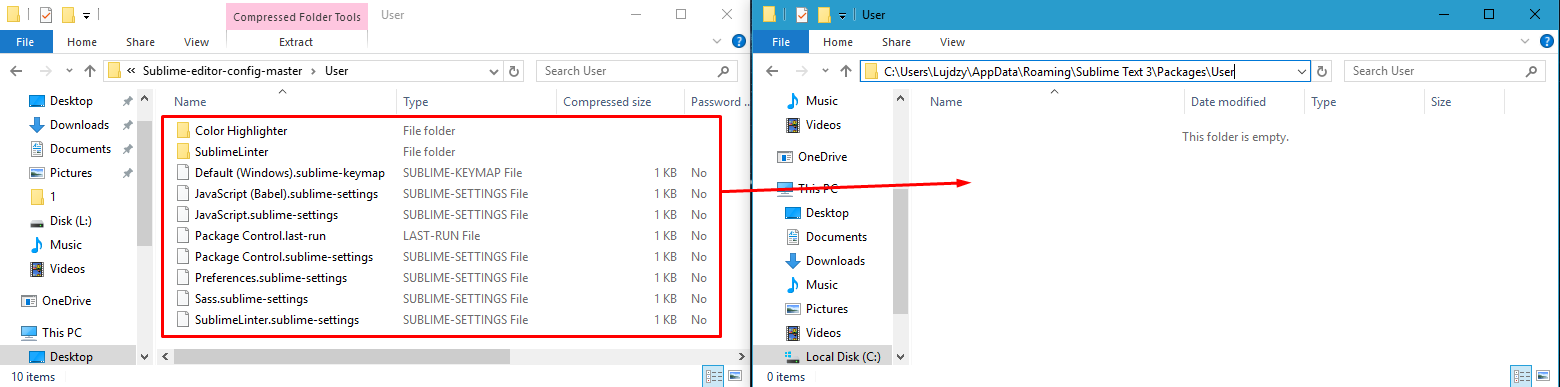 Compressed Folder Tools
User
File
Home
Share
View
Extract
« Sublime-editor-config-master › User
Search User
Desktop
Downloads
Documents
Pictures
1
Disk (L:)
Music
Videos
OneDrive
This PC
Desktop
Name Type Compressed size Password ...
Color Highlighter File folder
SublimeLinter File folder
Default (Windows).sublime-keymap SUBLIME-KEYMAP File 1 KB No
JavaScript (Babel).sublime-settings SUBLIME-SETTINGS File 1 KB No
JavaScript.sublime-settings SUBLIME-SETTINGS File 1 KB No
Package Control.last-run LAST-RUN File 1 KB No
Package Control.sublime-settings SUBLIME-SETTINGS File 1 KB No
Preferences.sublime-settings SUBLIME-SETTINGS File 1 KB No
Sass.sublime-settings SUBLIME-SETTINGS File 1 KB No
SublimeLinter.sublime-settings SUBLIME-SETTINGS File 1 KB No
10 items
User
File
Home
Share
View
C:\Users\Lujdzy\AppData\Roaming\Sublime Text 3\Packages\User
Search User
Music
Videos
OneDrive
This PC
Desktop
Documents
Downloads
Music
Pictures
Videos
Local Disk (C:)
Name Date modified Type Size
This folder is empty.
0 items